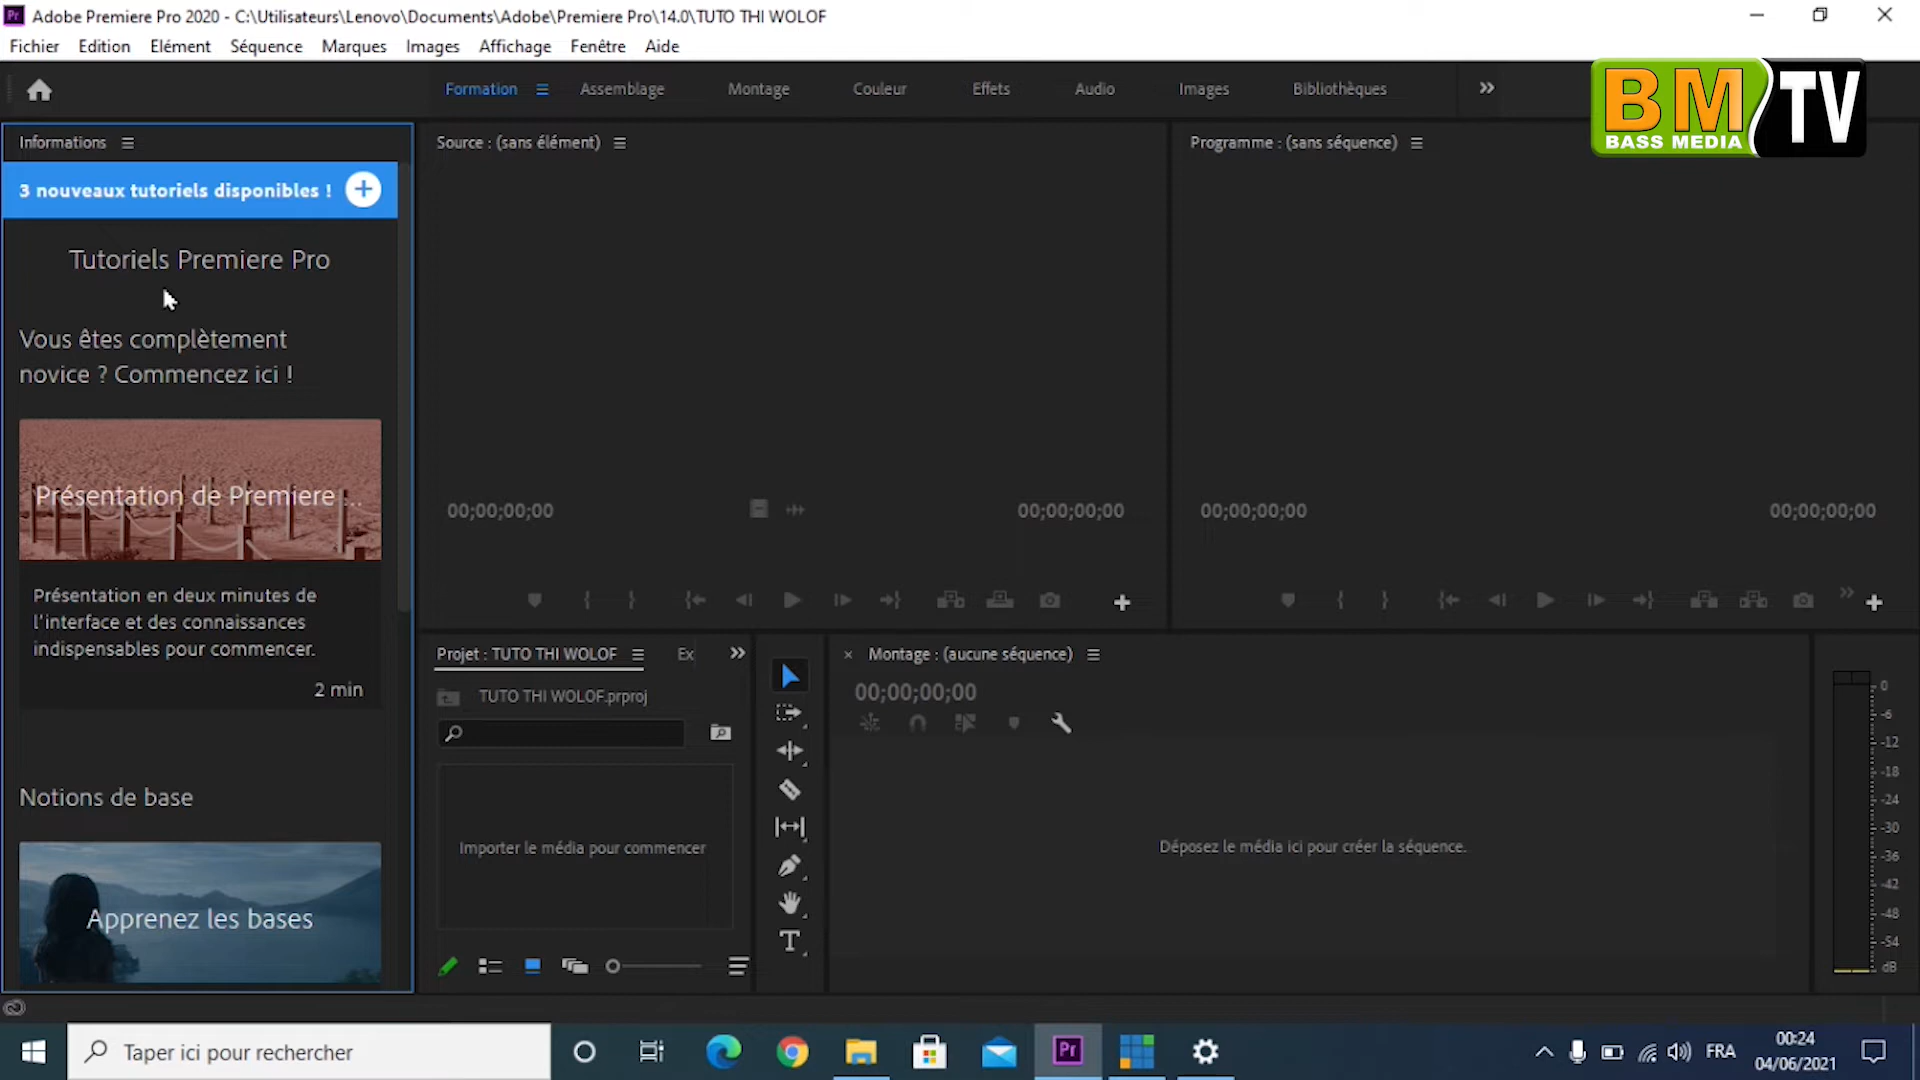 Adobe Premiere Pro 2020 - C:\Utilisateurs\Lenovo\Documents\Adobe\Premiere Pro\14.0\TUTO THI WOLOF
Fichier Edition Elément Séquence Marques Images Affichage Fenêtre Aide
Formation Assemblage Montage Couleur Effets Audio Images Bibliothèques
BM TV
BASS MEDIA
Informations
3 nouveaux tutoriels disponibles !
Tutoriels Premiere Pro
Vous êtes complètement
novice ? Commencez ici !
Présentation de Premiere ...
Présentation en deux minutes de
l'interface et des connaissances
indispensables pour commencer.
2 min
Notions de base
Apprenez les bases
Source : (sans élément)
00;00;00;00
00;00;00;00
Programme : (sans séquence)
00;00;00;00
00;00;00;00
Projet : TUTO THI WOLOF
Ex
TUTO THI WOLOF.prproj
Importer le média pour commencer
Montage : (aucune séquence)
00;00;00;00
Déposez le média ici pour créer la séquence.
0
-6
-12
-18
-24
-30
-36
-42
-48
-54
dB
Taper ici pour rechercher
Pr
FRA
00:24
04/06/2021